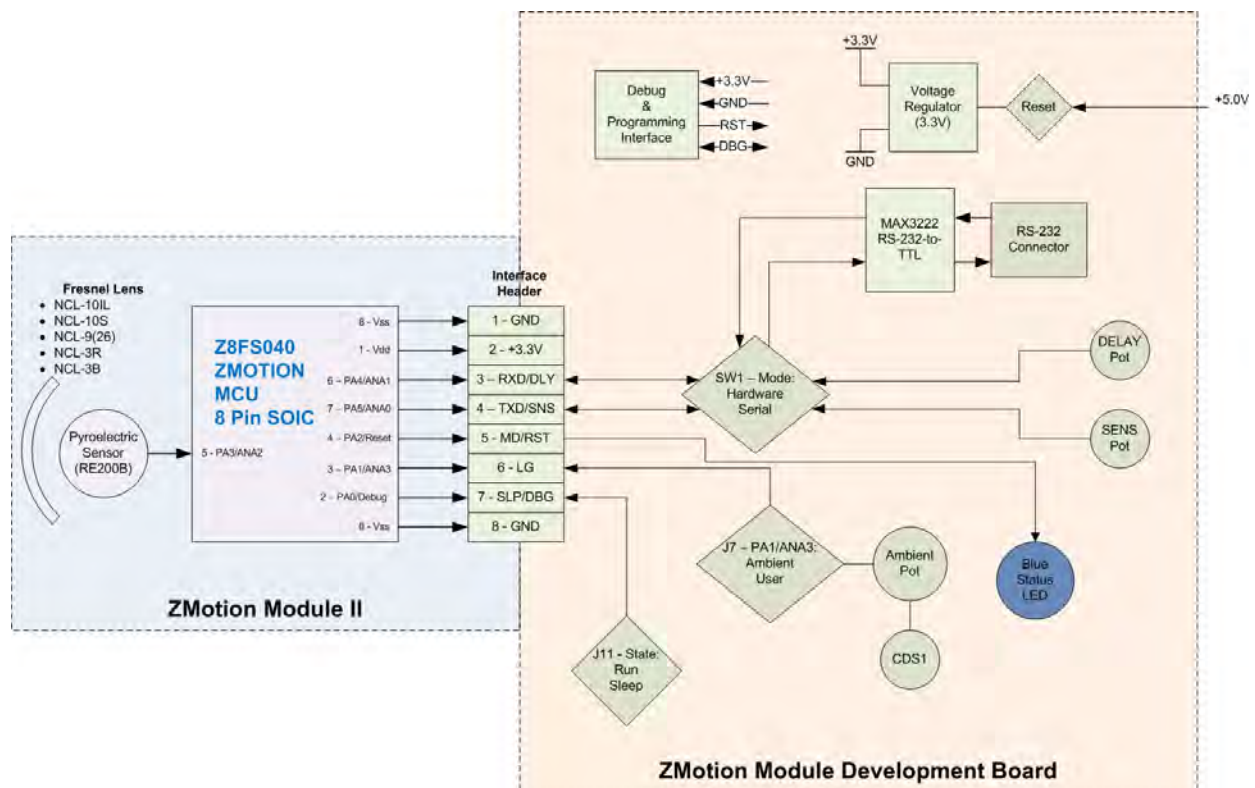 +3.3V
Debug
&
Programming
Interface
+3.3V
GND
RST
DBG
Voltage
Regulator
(3.3V)
Reset
+5.0V
GND
MAX3222
RS-232-to-
TTL
RS-232
Connector
Fresnel Lens
• NCL-10IL
• NCL-10S
• NCL-9(26)
• NCL-3R
• NCL-3B
Interface
Header
Z8FS040
ZMOTION
MCU
8 Pin SOIC
8 - Vss
1 - Vdd
6 – PA4/ANA1
7 - PA5/ANA0
4 – PA2/Reset
3 – PA1/ANA3
2 - PA0/Debug
8 - Vss
5 - PA3/ANA2
Pyroelectric
Sensor
(RE200B)
1 - GND
2 - +3.3V
3 – RXD/DLY
4 – TXD/SNS
5 - MD/RST
6 - LG
7 - SLP/DBG
8 - GND
SW1 – Mode:
Hardware
Serial
DELAY
Pot
SENS
Pot
J7 – PA1/ANA3:
Ambient
User
Ambient
Pot
Blue
Status
LED
CDS1
J11 - State:
Run
Sleep
ZMotion Module II
ZMotion Module Development Board